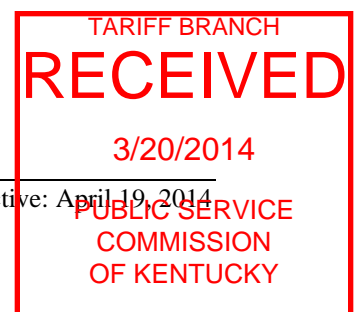 TARIFF BRANCH
RECEIVED
3/20/2014
tive: April 19, 2014
PUBLIC SERVICE
COMMISSION
OF KENTUCKY